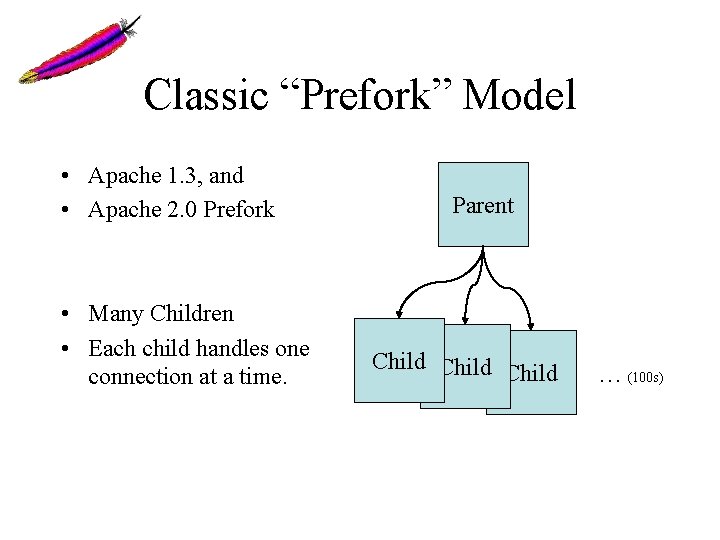 Classic “Prefork” Model
• Apache 1.3, and
• Apache 2.0 Prefork
• Many Children
• Each child handles one
connection at a time.
Parent
Child
Child
Child
… (100s)